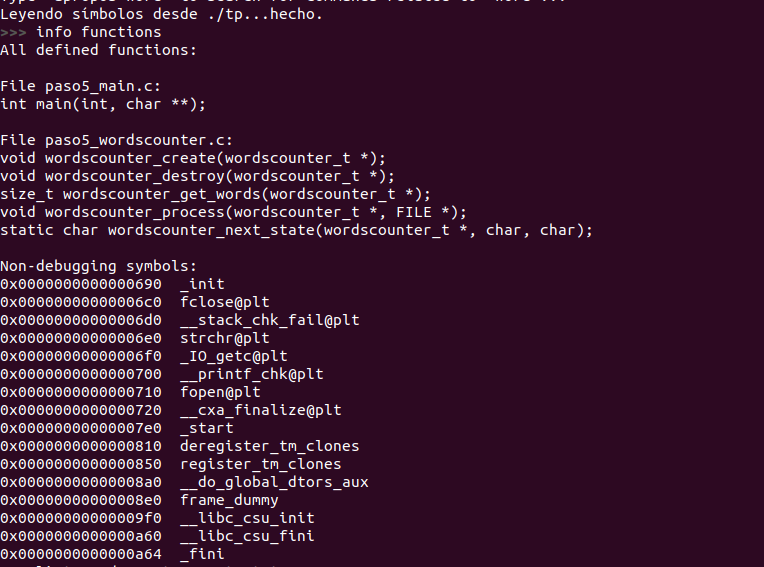 Leyendo símbolos desde ./tp...hecho.
>>> info functions
All defined functions:
File paso5_main.c:
int main(int, char **);
File paso5_wordscounter.c:
void wordscounter_create(wordscounter_t *);
void wordscounter_destroy(wordscounter_t *);
size_t wordscounter_get_words(wordscounter_t *);
void wordscounter_process(wordscounter_t *, FILE *);
static char wordscounter_next_state(wordscounter_t *, char, char);
Non-debugging symbols:
0x0000000000000690  _init
0x00000000000006c0  fclose@plt
0x00000000000006d0  __stack_chk_fail@plt
0x00000000000006e0  strchr@plt
0x00000000000006f0  _IO_getc@plt
0x0000000000000700  __printf_chk@plt
0x0000000000000710  fopen@plt
0x0000000000000720  __cxa_finalize@plt
0x00000000000007e0  _start
0x0000000000000810  deregister_tm_clones
0x0000000000000850  register_tm_clones
0x00000000000008a0  __do_global_dtors_aux
0x00000000000008e0  frame_dummy
0x00000000000009f0  __libc_csu_init
0x0000000000000a60  __libc_csu_fini
0x0000000000000a64  _fini